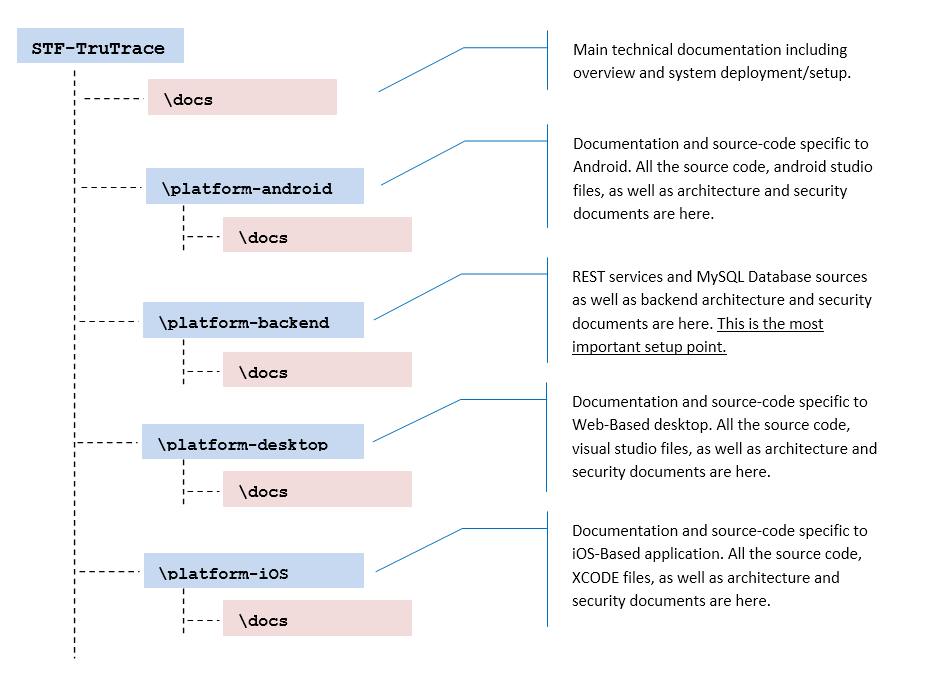 STF-TruTrace
\docs
Main technical documentation including
overview and system deployment/setup.
\platform-android
\docs
Documentation and source-code specific to
Android. All the source code, android studio
files, as well as architecture and security
documents are here.
\platform-backend
\docs
REST services and MySQL Database sources
as well as backend architecture and security
documents are here. This is the most
important setup point.
\platform-desktop
\docs
Documentation and source-code specific to
Web-Based desktop. All the source code,
visual studio files, as well as architecture and
security documents are here.
\platform-iOS
\docs
Documentation and source-code specific to
iOS-Based application. All the source code,
XCODE files, as well as architecture and
security documents are here.